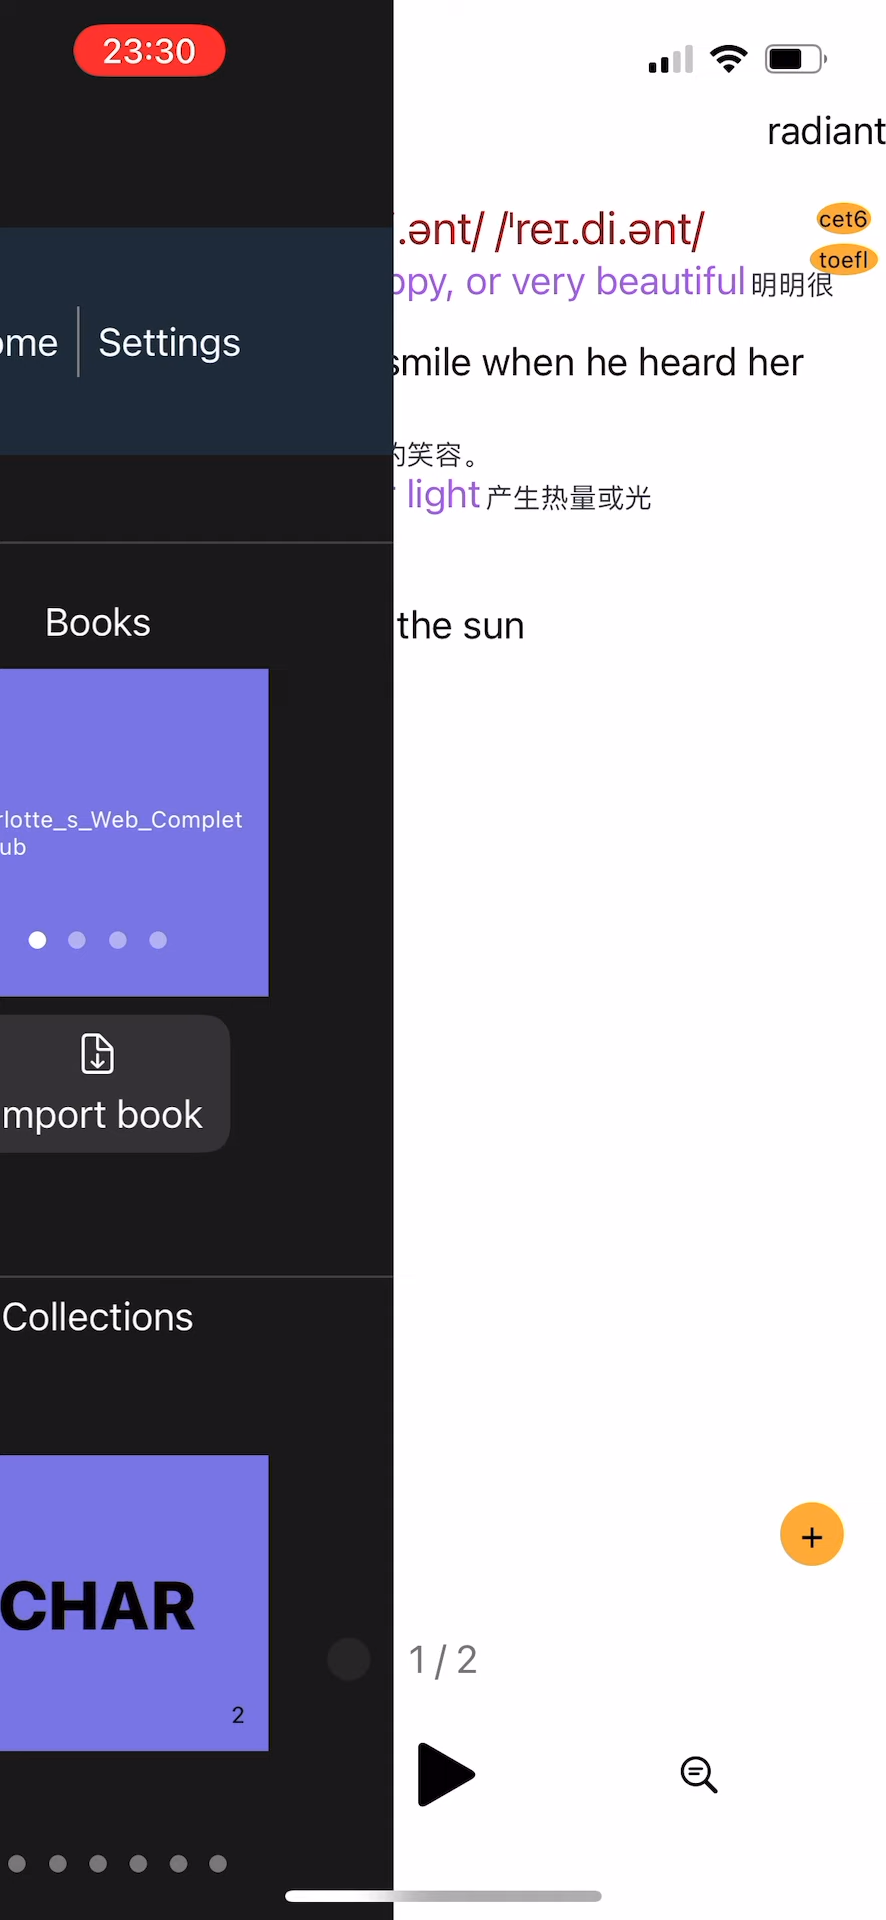 23:30
radiant
.ənt/ /ˈreɪ.di.ənt/
cet6
toefl
ppy, or very beautiful 明明很
ome
Settings
smile when he heard her
的笑容。
light 产生热量或光
Books
the sun
rlotte_s_Web_Complet
ub
mport book
Collections
CHAR
2
1 / 2